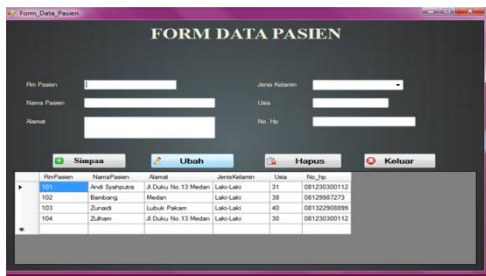 Form_Data_Pasien
FORM DATA PASIEN
Rm Pasien
Jenis Kelamin
Nama Pasien
Usia
Alamat
No. Hp
Simpan Ubah Hapus Keluar
RmPasien NamaPasien Alamat JenisKelamin Usia No_hp
101 Andi Syahputra Jl.Duku No.13 Medan Laki-Laki 31 081230300112
102 Bambang Medan Laki-Laki 38 08129987273
103 Zunaidi Lubuk Pakam Laki-Laki 40 081322908899
104 Zulham Jl.Duku No.13 Medan Laki-Laki 30 081230300112